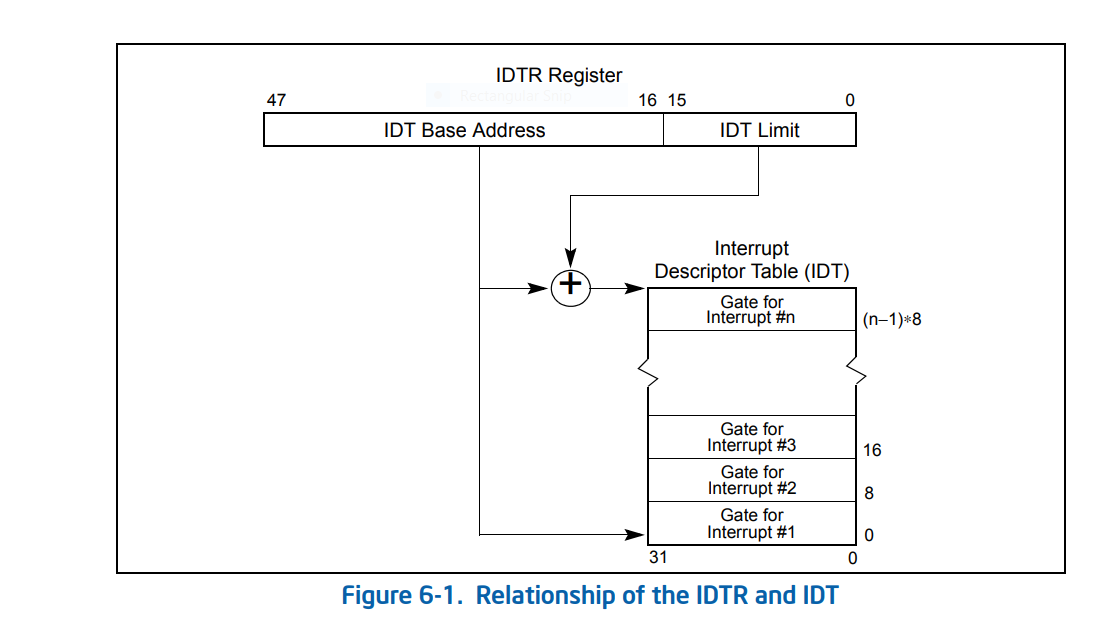 IDTR Register
Rectangular Snip
47
16 15
0
IDT Base Address
IDT Limit
Interrupt
Descriptor Table (IDT)
+
Gate for
Interrupt #n
(n−1)∗8
Gate for
Interrupt #3
16
Gate for
Interrupt #2
8
Gate for
Interrupt #1
0
31
0
Figure 6-1. Relationship of the IDTR and IDT